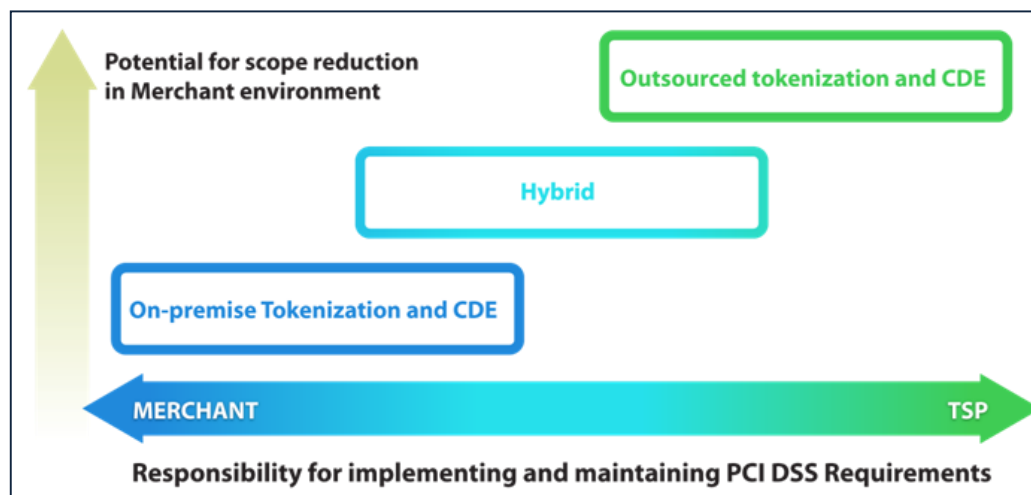 Potential for scope reduction
in Merchant environment
Outsourced tokenization and CDE
Hybrid
On-premise Tokenization and CDE
MERCHANT
TSP
Responsibility for implementing and maintaining PCI DSS Requirements